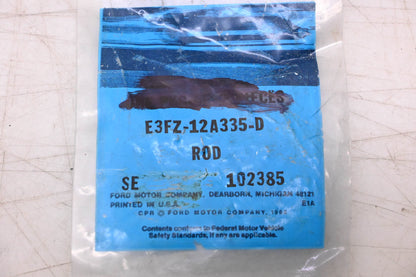 E3FZ-12A335-D
ROD
SE 102385
FORD MOTOR COMPANY, DEARBORN, MICHIGAN 48121
PRINTED IN U.S.A. E1A
CPR © FORD MOTOR COMPANY,
Contents conform to Federal Motor Vehicle
Safety Standards, if any are applicable.